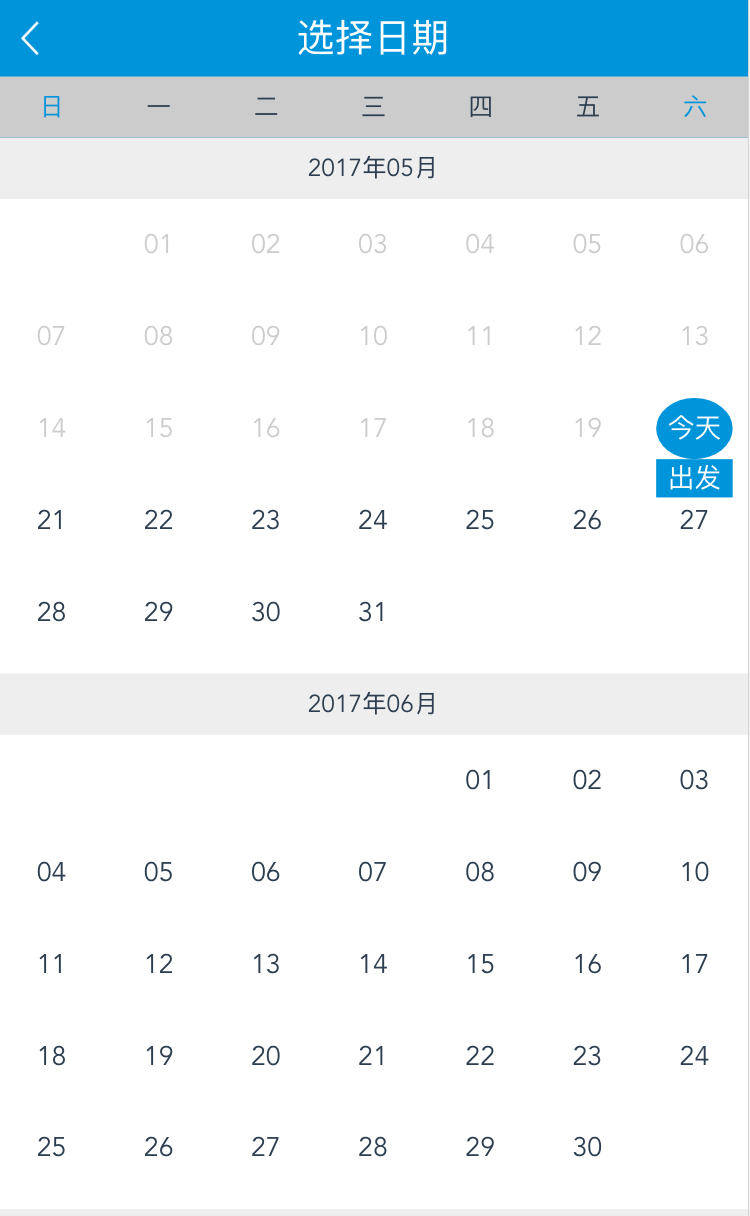 选择日期
日 一 二 三 四 五 六
2017年05月
01 02 03 04 05 06
07 08 09 10 11 12 13
14 15 16 17 18 19 今天
出发
21 22 23 24 25 26 27
28 29 30 31
2017年06月
01 02 03
04 05 06 07 08 09 10
11 12 13 14 15 16 17
18 19 20 21 22 23 24
25 26 27 28 29 30